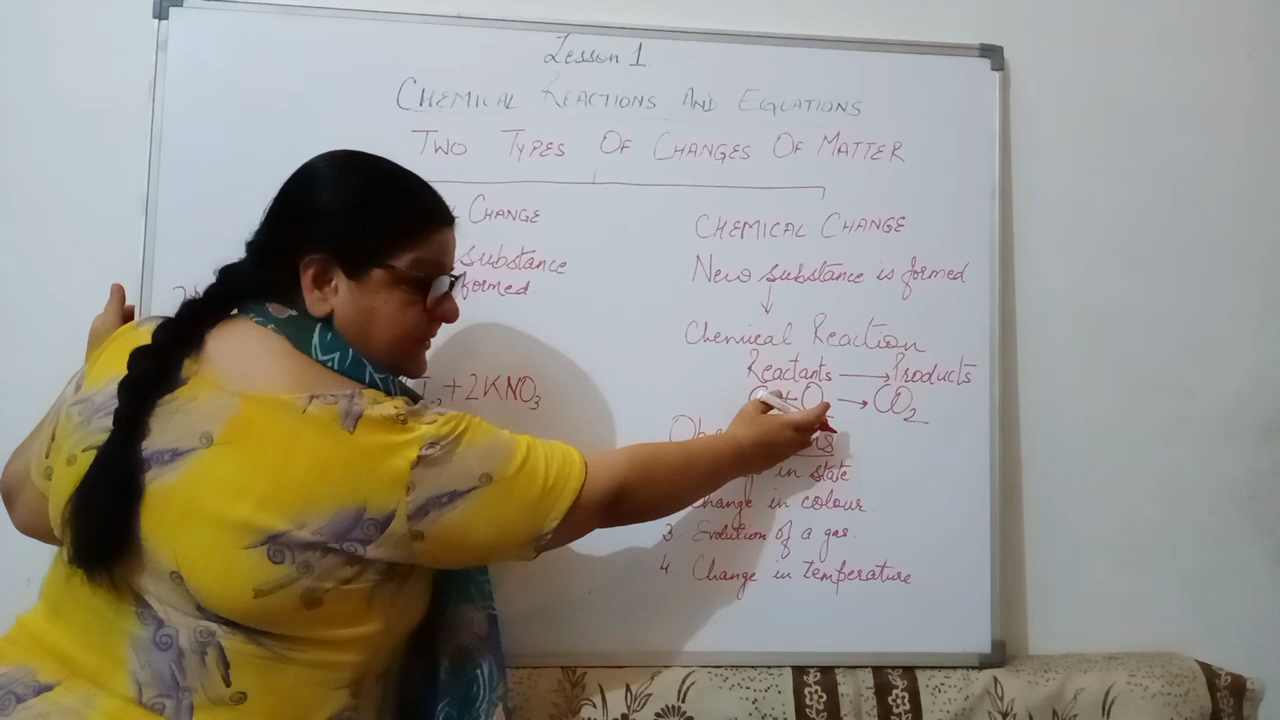 Lesson 1.
CHEMICAL REACTIONS AND EQUATIONS
TWO TYPES OF CHANGES OF MATTER
CHANGE
substance
formed.
+ 2KNO3
CHEMICAL CHANGE
New substance is formed
↓
Chemical Reaction
Reactants → Products
+ O → CO2
in state
Change in colour.
3. Evolution of a gas.
4. Change in temperature.